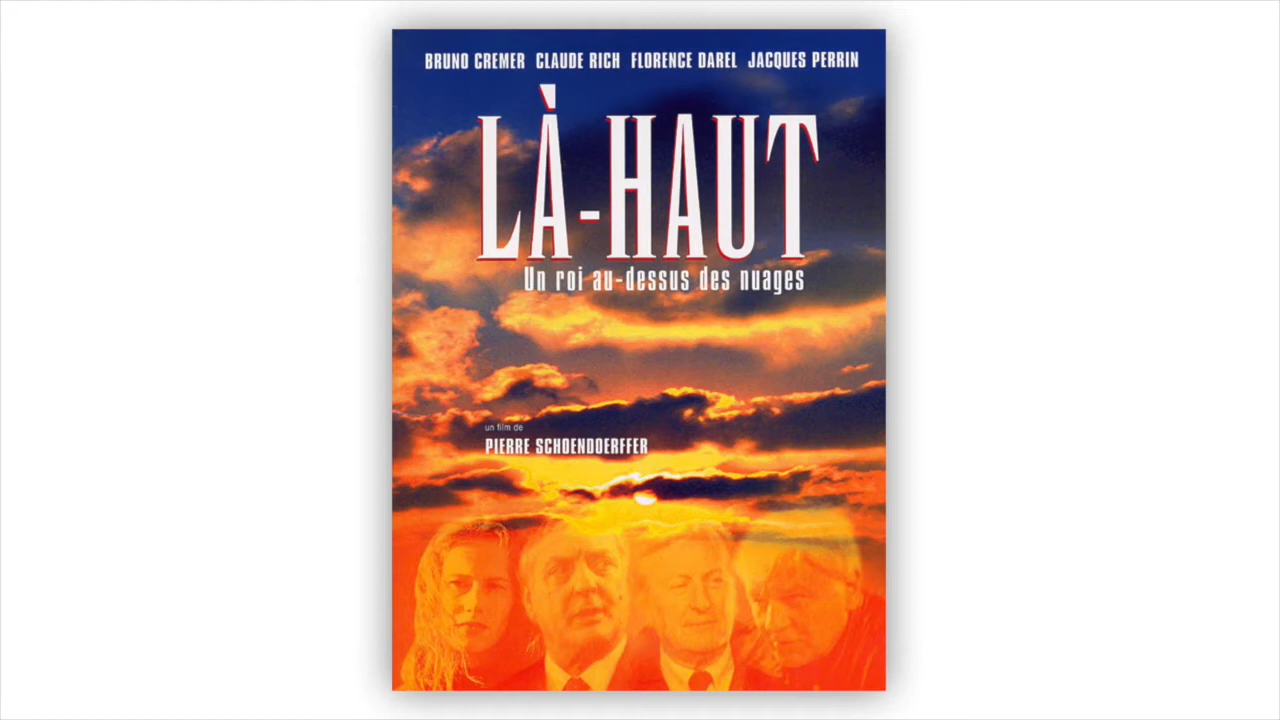 BRUNO CREMER CLAUDE RICH FLORENCE DAREL JACQUES PERRIN
LÀ-HAUT
Un roi au-dessus des nuages
un film de
PIERRE SCHOENDOERFFER